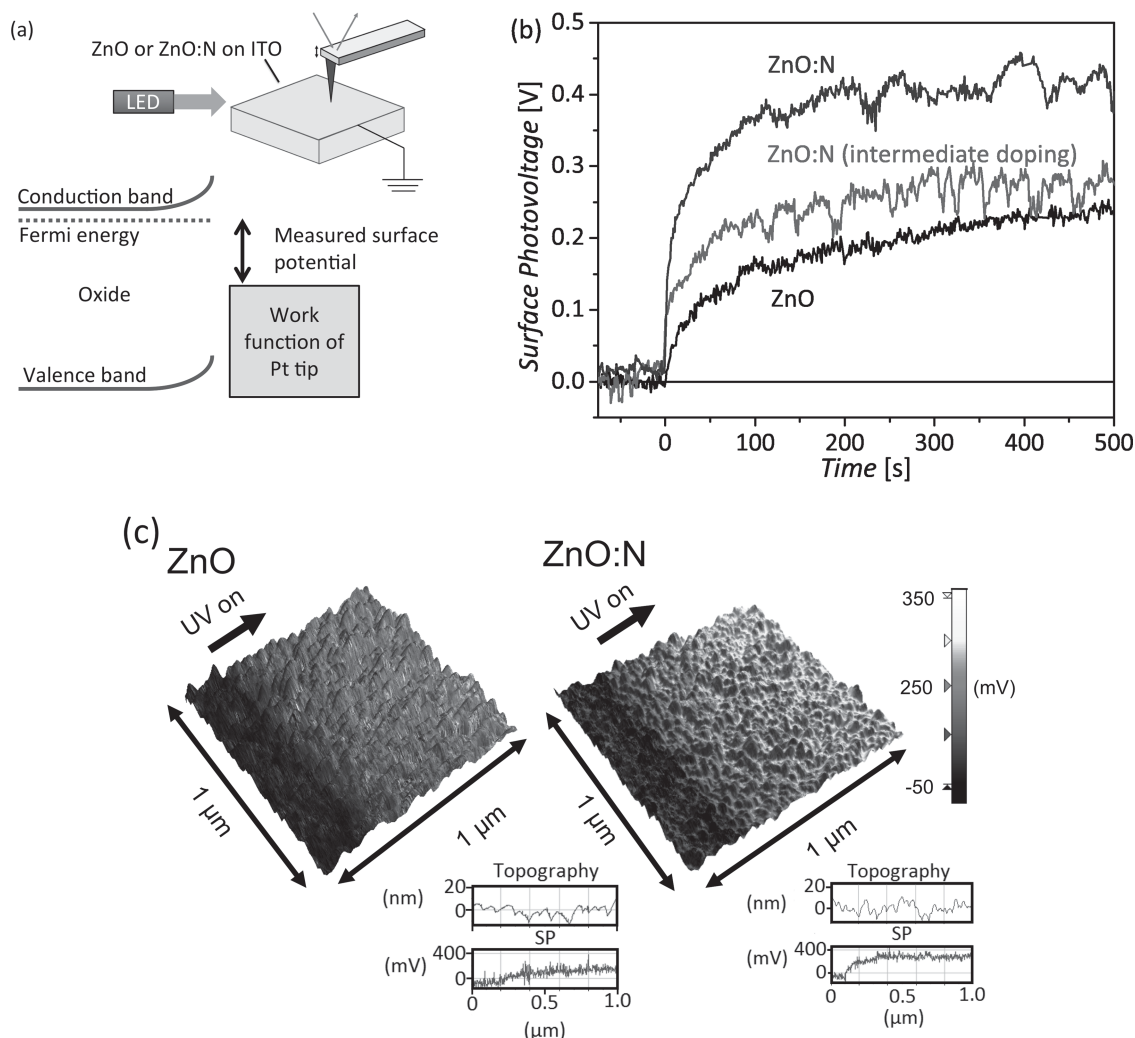 (a)
ZnO or ZnO:N on ITO
LED
Conduction band
Fermi energy
Measured surface
potential
Oxide
Work
function of
Pt tip
Valence band
(b)
Surface Photovoltage [V]
0.5
0.4
0.3
0.2
0.1
0.0
ZnO:N
ZnO:N (intermediate doping)
ZnO
0
100
200
300
400
500
Time [s]
(c)
ZnO
UV on
1 µm
1 µm
ZnO:N
UV on
1 µm
1 µm
350
250
(mV)
-50
Topography
20
(nm)
0
SP
400
(mV)
0
0
0.5
1.0
(µm)
Topography
20
(nm)
0
SP
400
(mV)
0
0
0.5
1.0
(µm)